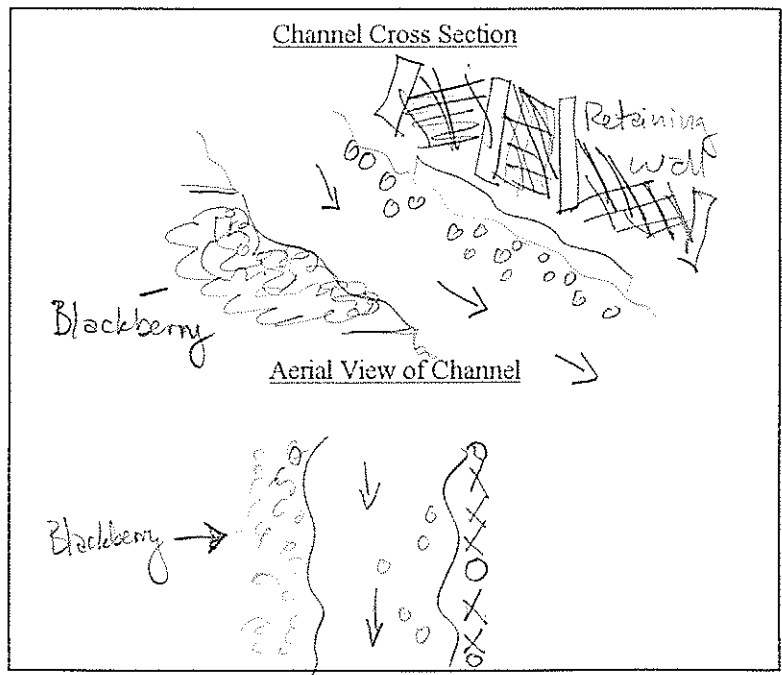 Channel Cross Section
Retaining
wall
Blackberry
Aerial View of Channel
Blackberry